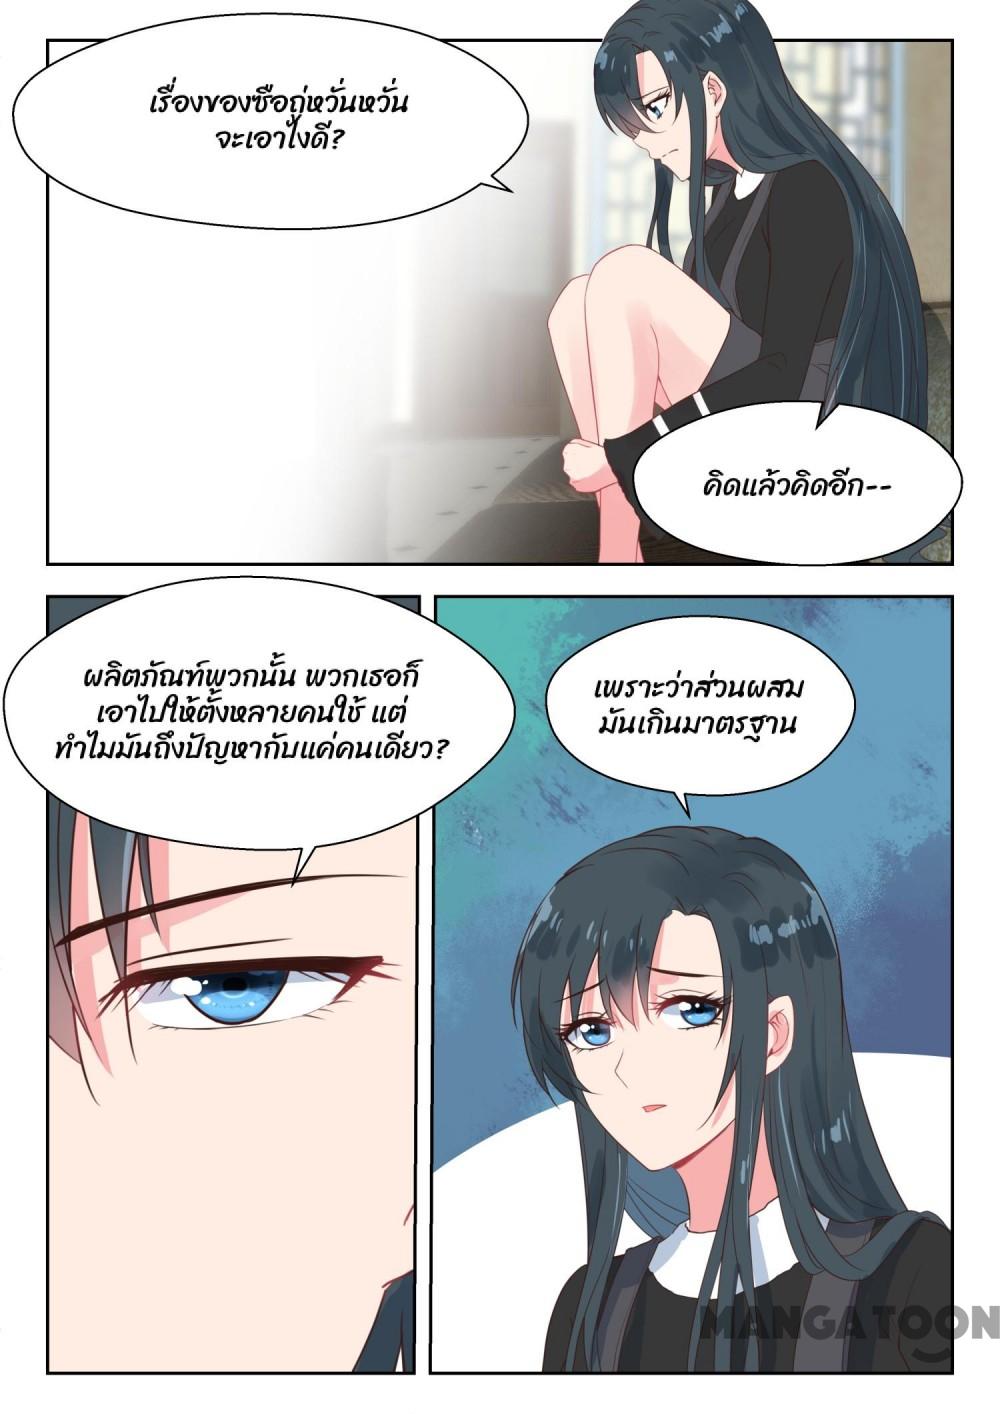 เรื่องของซือถูหวั่นหวั่น
จะเอาไงดี?
คิดแล้วคิดอีก--
ผลิตภัณฑ์พวกนั้น พวกเธอก็
เอาไปให้ตั้งหลายคนใช้ แต่
ทำไมมันถึงปัญหากับแค่คนเดียว?
เพราะว่าส่วนผสม
มันเกินมาตรฐาน
MANGATOON